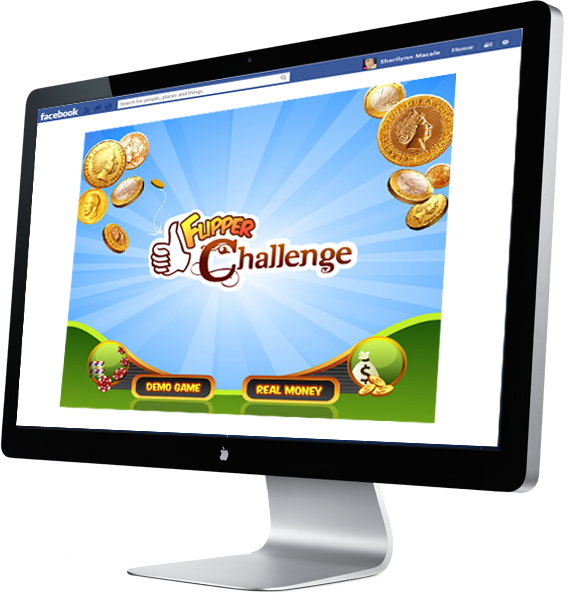 facebook
Search for people, places and things
Sherilynn Macale
Home
FLIPPER
Challenge
DEMO GAME
REAL MONEY